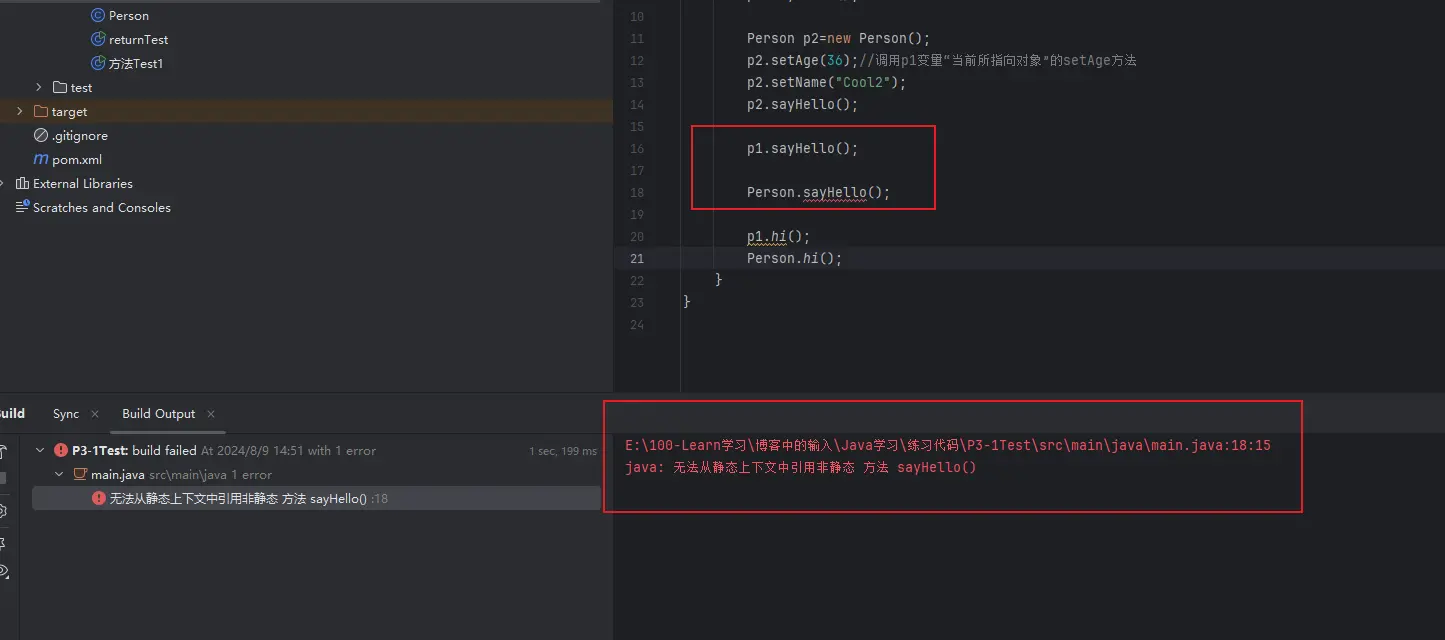 Person
returnTest
方法Test1
test
target
.gitignore
pom.xml
External Libraries
Scratches and Consoles
10
11 Person p2=new Person();
12 p2.setAge(36);//调用p1变量“当前所指向对象”的setAge方法
13 p2.setName("Cool2");
14 p2.sayHello();
15
16 p1.sayHello();
17
18 Person.sayHello();
19
20 p1.hi();
21 Person.hi();
22 }
23 }
24
uild Sync Build Output
P3-1Test: build failed At 2024/8/9 14:51 with 1 error 1 sec, 199 ms
main.java src\main\java 1 error
无法从静态上下文中引用非静态 方法 sayHello() :18
E:\100-Learn学习\博客中的输入\Java学习\练习代码\P3-1Test\src\main\java\main.java:18:15
java: 无法从静态上下文中引用非静态 方法 sayHello()